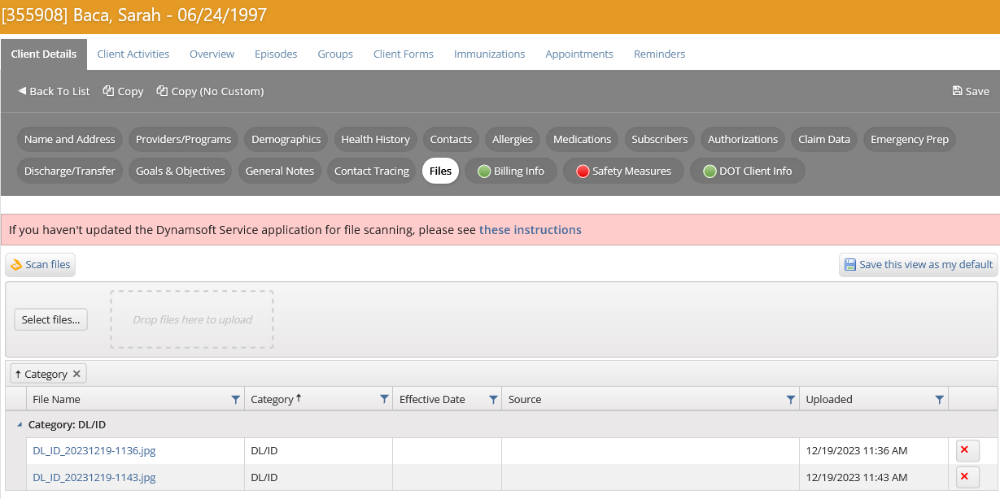 [355908] Baca, Sarah - 06/24/1997
Client Details Client Activities Overview Episodes Groups Client Forms Immunizations Appointments Reminders
Back To List Copy Copy (No Custom) Save
Name and Address Providers/Programs Demographics Health History Contacts Allergies Medications Subscribers Authorizations Claim Data Emergency Prep
Discharge/Transfer Goals & Objectives General Notes Contact Tracing Files Billing Info Safety Measures DOT Client Info
If you haven't updated the Dynamsoft Service application for file scanning, please see these instructions
Scan files Save this view as my default
Select files... Drop files here to upload
Category
File Name Category Effective Date Source Uploaded
Category: DL/ID
DL_ID_20231219-1136.jpg DL/ID 12/19/2023 11:36 AM
DL_ID_20231219-1143.jpg DL/ID 12/19/2023 11:43 AM